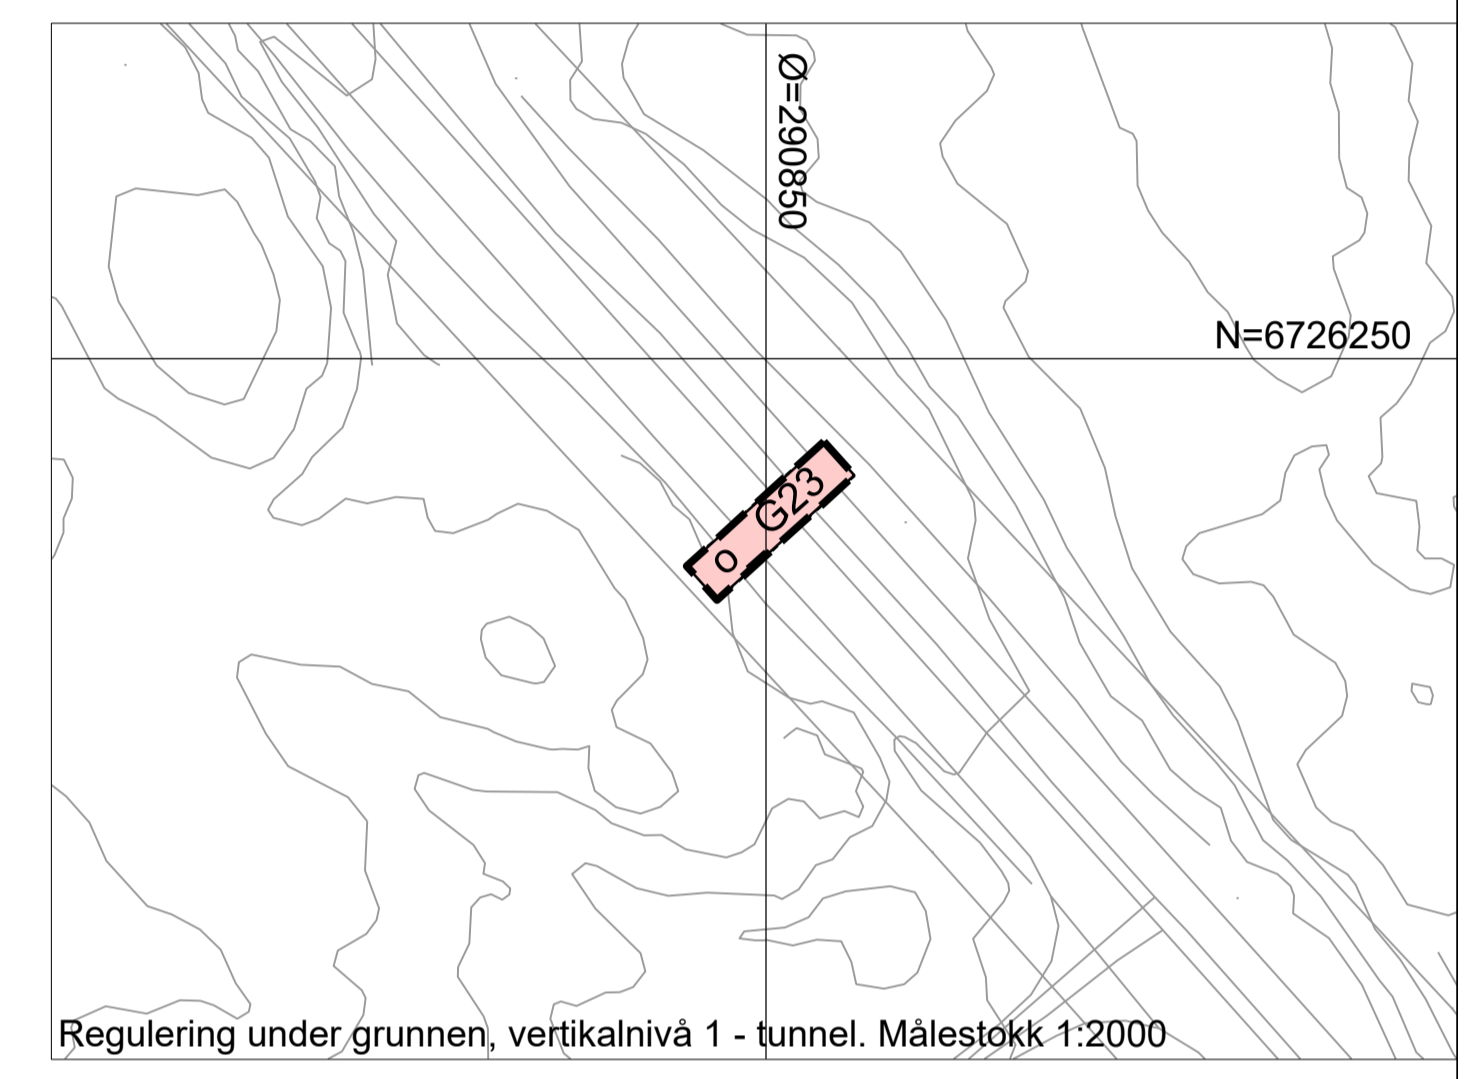 Ø=290850
N=6726250
o G23
Regulering under grunnen, vertikalnivå 1 - tunnel. Målestokk 1:2000